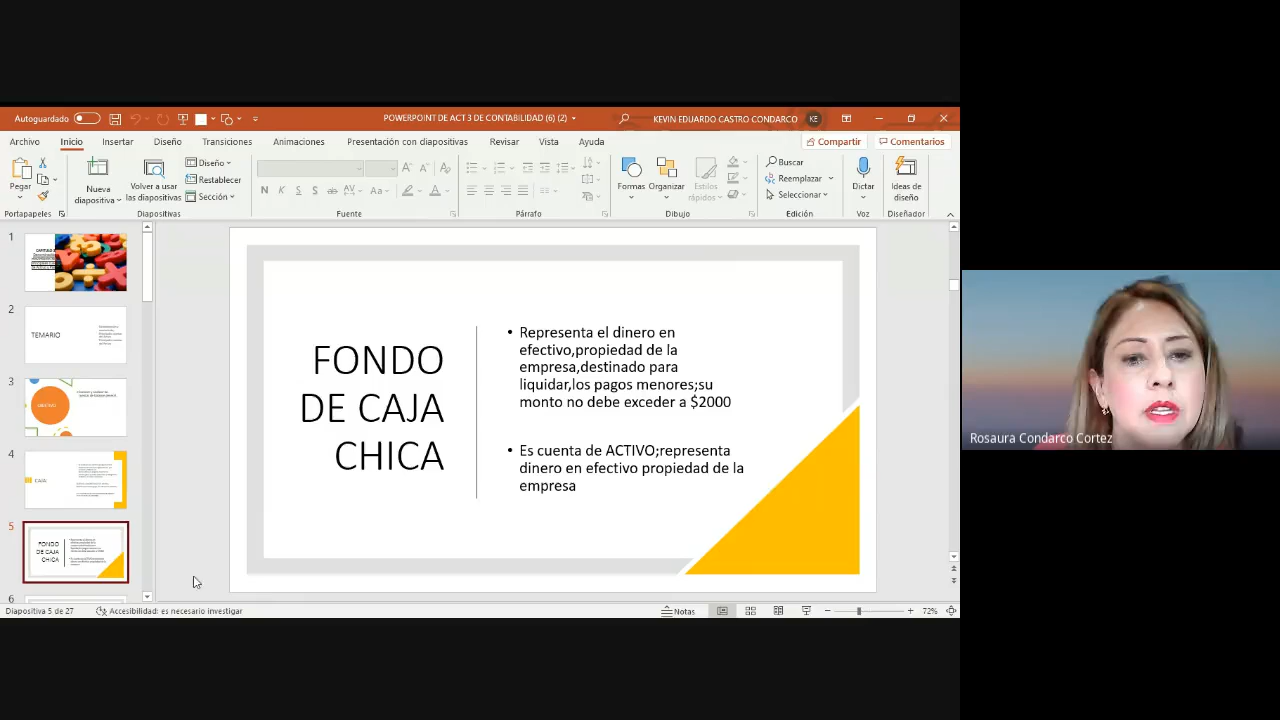 Autoguardado
POWERPOINT DE ACT 3 DE CONTABILIDAD (6) (2)
KEVIN EDUARDO CASTRO CONDARCO
KE
Archivo
Inicio
Insertar
Diseño
Transiciones
Animaciones
Presentación con diapositivas
Revisar
Vista
Ayuda
Compartir
Comentarios
Pegar
Nueva
diapositiva
Volver a usar
las diapositivas
Diseño
Restablecer
Sección
N K S S ab AV Aa A
Formas
Organizar
Estilos
rápidos
Buscar
Reemplazar
Seleccionar
Dictar
Ideas de
diseño
Portapapeles
Diapositivas
Fuente
Párrafo
Dibujo
Edición
Voz
Diseñador
1
2
TEMARIO
3
4
CAJA
5
FONDO
DE CAJA
CHICA
6
FONDO
DE CAJA
CHICA
• Representa el dinero en
efectivo,propiedad de la
empresa,destinado para
liquidar,los pagos menores;su
monto no debe exceder a $2000
• Es cuenta de ACTIVO;representa
dinero en efectivo propiedad de la
empresa
Rosaura Condarco Cortez
Diapositiva 5 de 27
Accesibilidad: es necesario investigar
Notas
72%